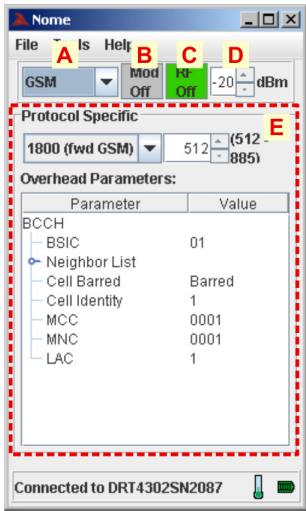 Nome
File Tools Help
A B C D
GSM Mod Off RF Off -20 dBm
Protocol Specific E
1800 (fwd GSM) 512 (512 - 885)
Overhead Parameters:
Parameter Value
BCCH
BSIC 01
Neighbor List
Cell Barred Barred
Cell Identity 1
MCC 0001
MNC 0001
LAC 1
Connected to DRT4302SN2087